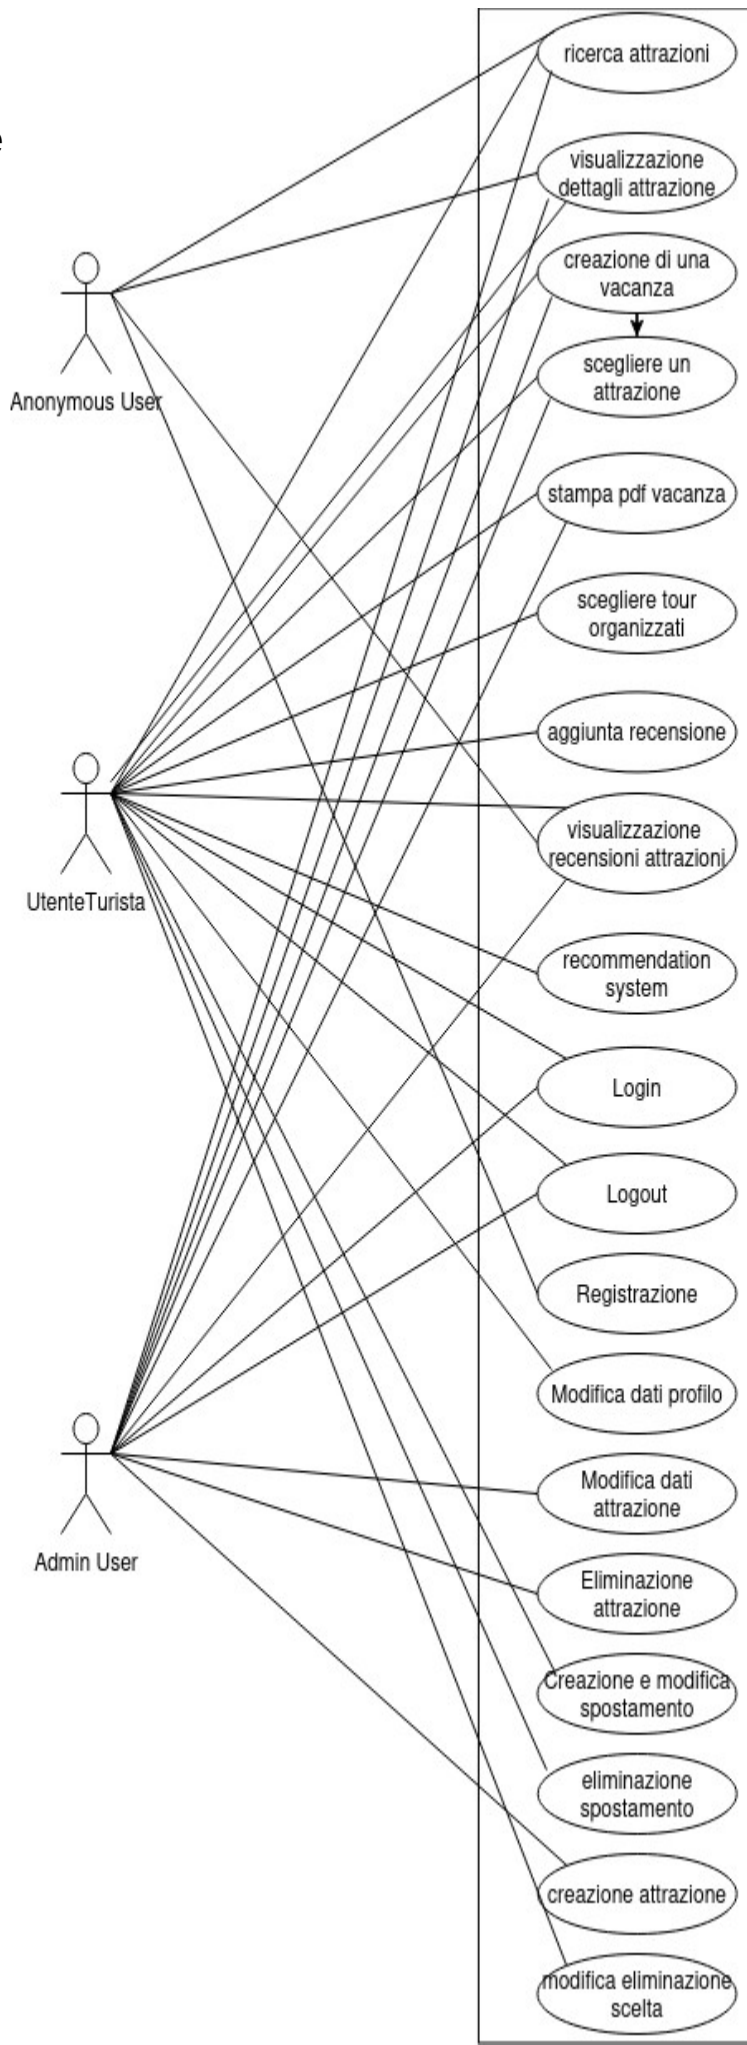 ricerca attrazioni
e
visualizzazione
dettagli attrazione
creazione di una
vacanza
scegliere un
attrazione
Anonymous User
stampa pdf vacanza
scegliere tour
organizzati
aggiunta recensione
visualizzazione
recensioni attrazioni
UtenteTurista
recommendation
system
Login
Logout
Registrazione
Modifica dati profilo
Modifica dati
attrazione
Admin User
Eliminazione
attrazione
Creazione e modifica
spostamento
eliminazione
spostamento
creazione attrazione
modifica eliminazione
scelta